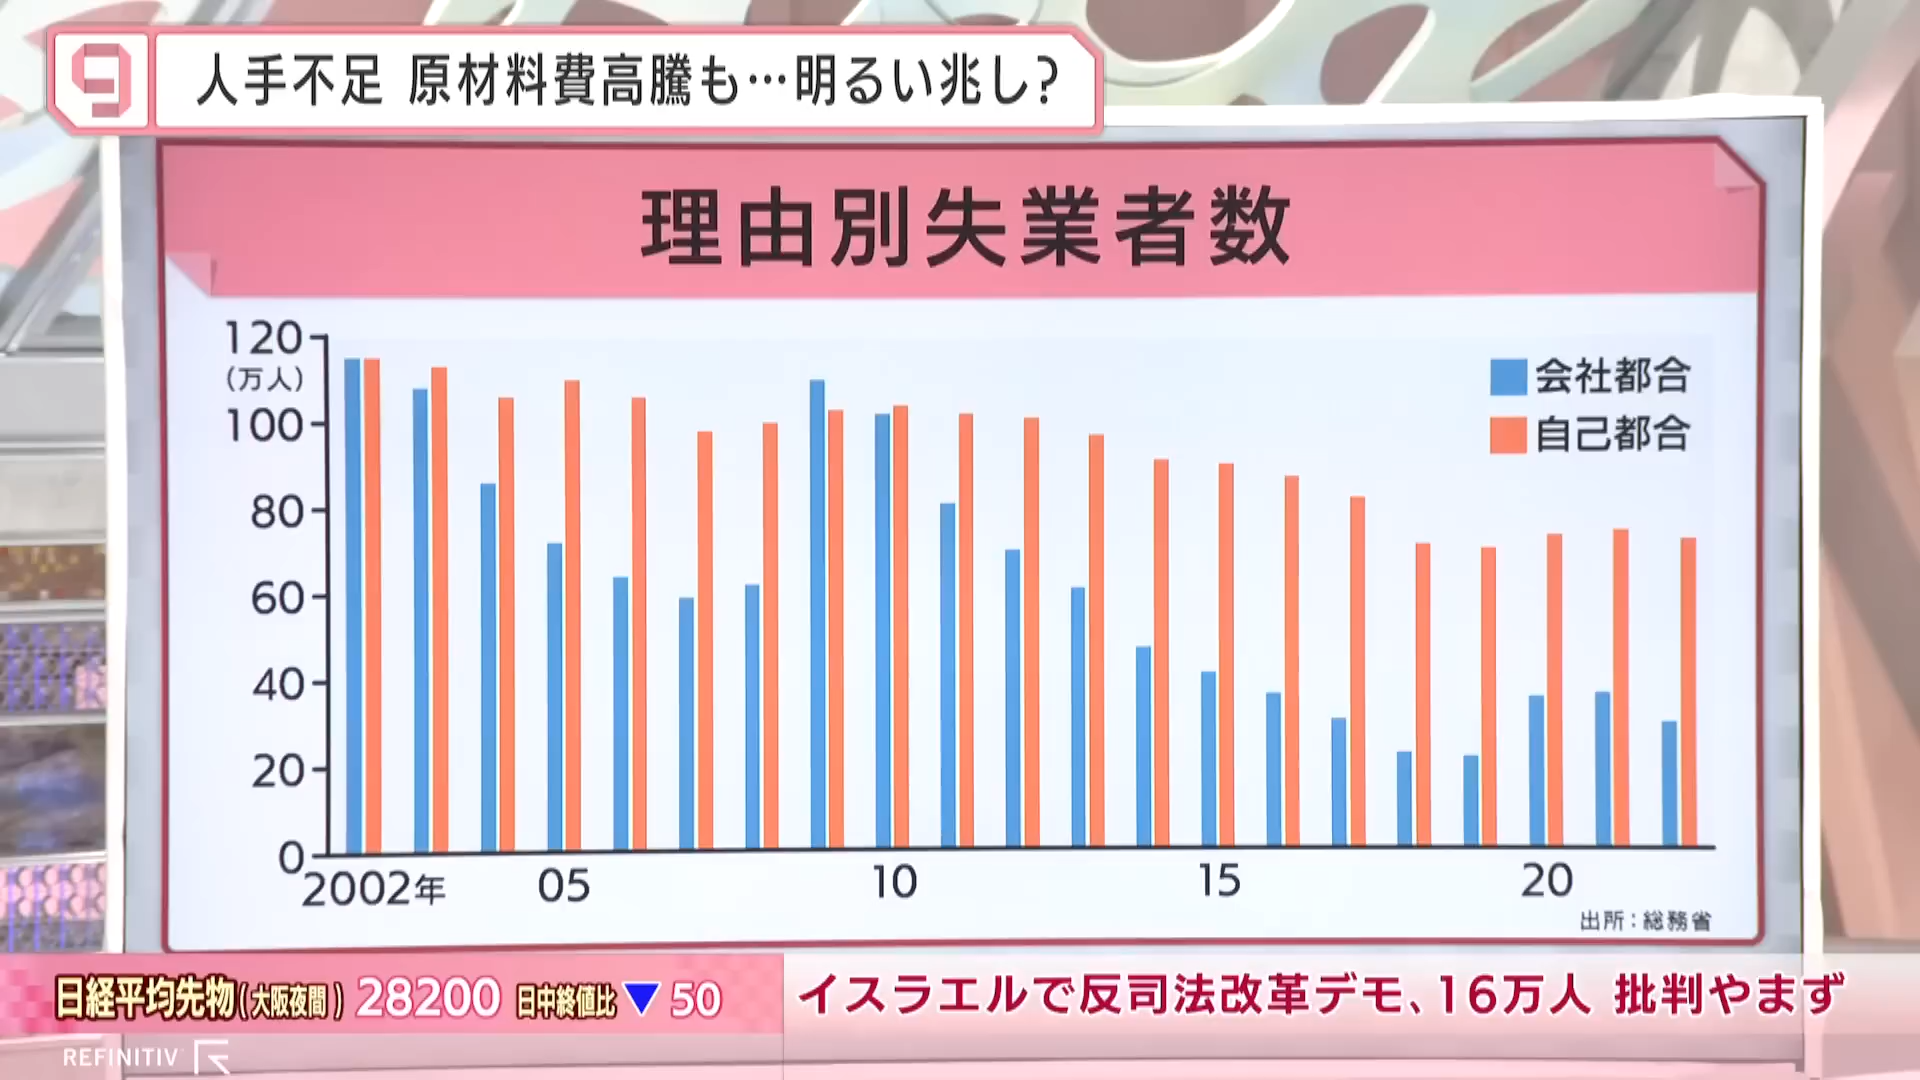 9
人手不足 原材料費高騰も…明るい兆し?
理由別失業者数
120
(万人)
100
80
60
40
20
0
会社都合
自己都合
2002年 05 10 15 20
出所:総務省
日経平均先物(大阪夜間) 28200 日中終値比 ▼ 50
イスラエルで反司法改革デモ、16万人 批判やまず
REFINITIV